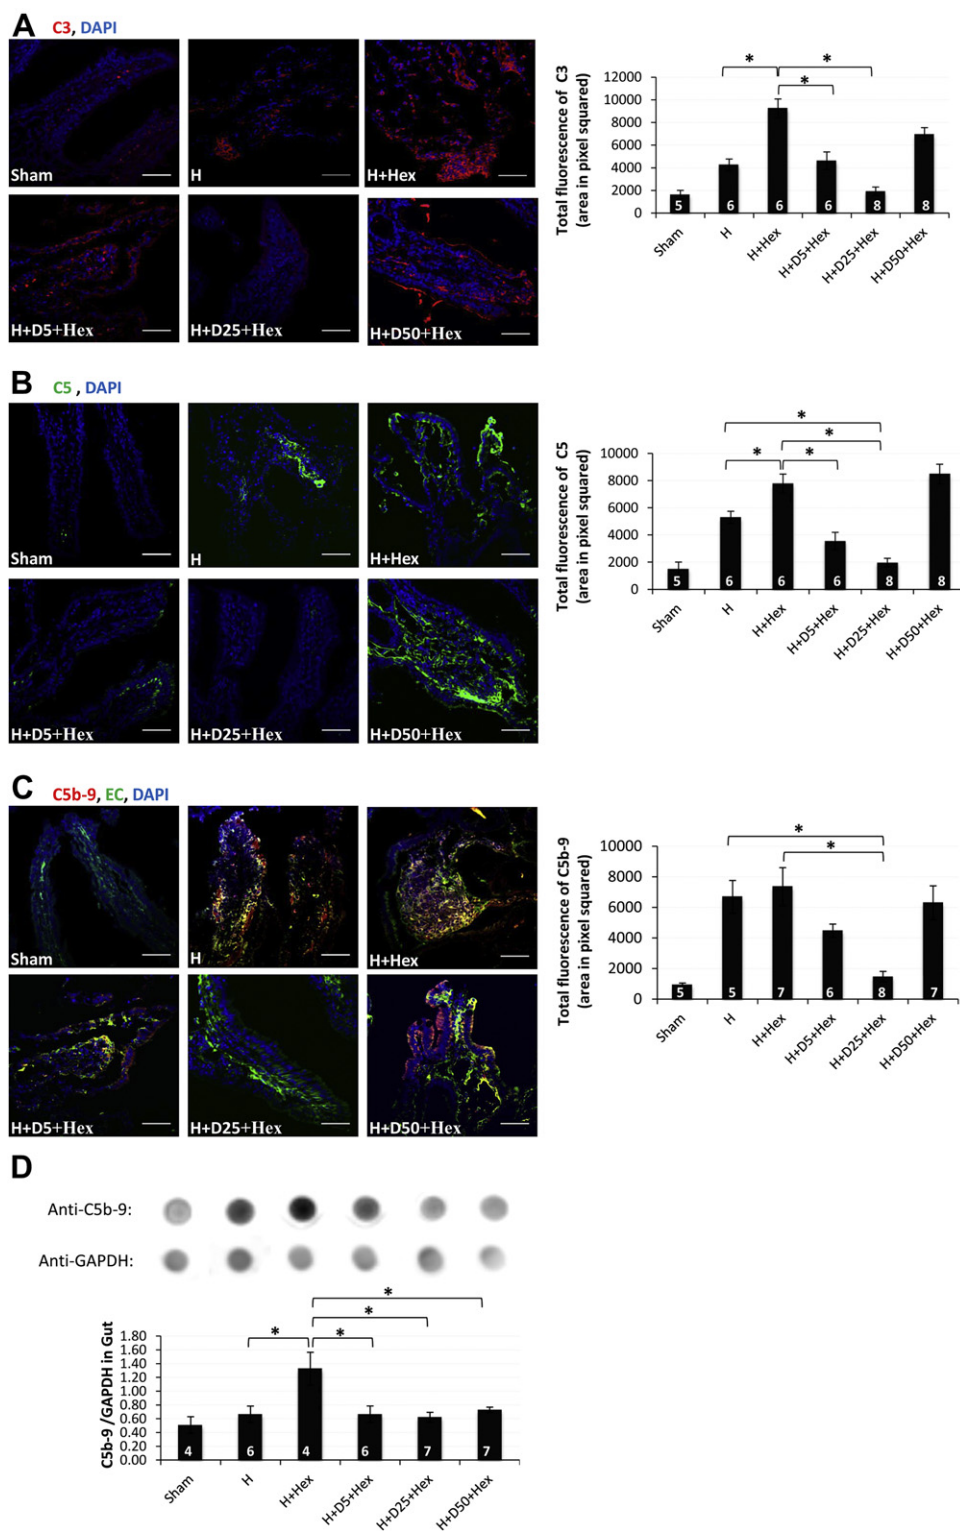 A C3, DAPI
Sham
H
H+Hex
H+D5+Hex
H+D25+Hex
H+D50+Hex
Total fluorescence of C3
(area in pixel squared)
12000
10000
8000
6000
4000
2000
0
* * *
5 6 6 6 8 8
Sham
H
H+Hex
H+D5+Hex
H+D25+Hex
H+D50+Hex
B C5 , DAPI
Sham
H
H+Hex
H+D5+Hex
H+D25+Hex
H+D50+Hex
Total fluorescence of C5
(area in pixel squared)
10000
8000
6000
4000
2000
0
*
*
* *
5 6 6 6 8 8
Sham
H
H+Hex
H+D5+Hex
H+D25+Hex
H+D50+Hex
C C5b-9, EC, DAPI
Sham
H
H+Hex
H+D5+Hex
H+D25+Hex
H+D50+Hex
Total fluorescence of C5b-9
(area in pixel squared)
10000
8000
6000
4000
2000
0
*
*
5 5 7 6 8 7
Sham
H
H+Hex
H+D5+Hex
H+D25+Hex
H+D50+Hex
D
Anti-C5b-9:
Anti-GAPDH:
C5b-9 /GAPDH in Gut
1.80
1.60
1.40
1.20
1.00
0.80
0.60
0.40
0.20
0.00
*
*
* *
4 6 4 6 7 7
Sham
H
H+Hex
H+D5+Hex
H+D25+Hex
H+D50+Hex